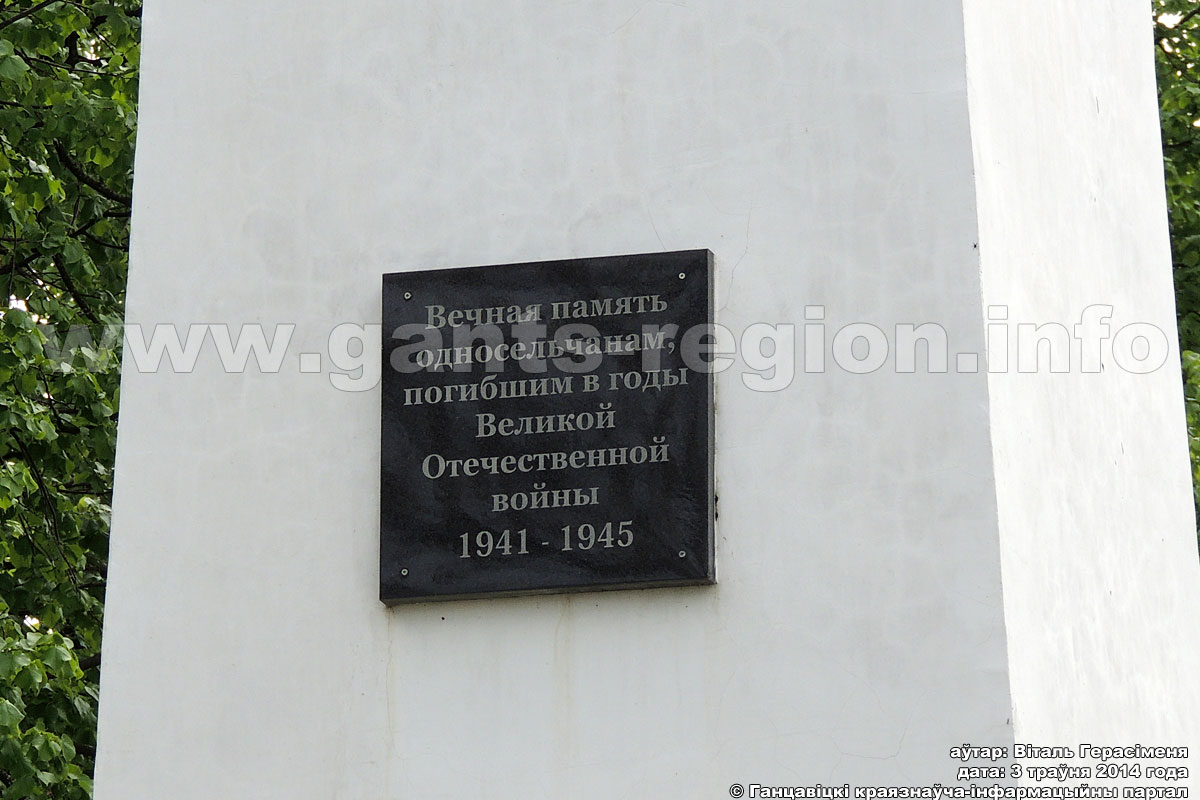 Вечная память
односельчанам,
погибшим в годы
Великой
Отечественной
войны
1941 - 1945
www.gants-region.info
аўтар: Віталь Герасіменя
дата: 3 траўня 2014 года
© Ганцавіцкі краязнаўча-інфармацыйны партал